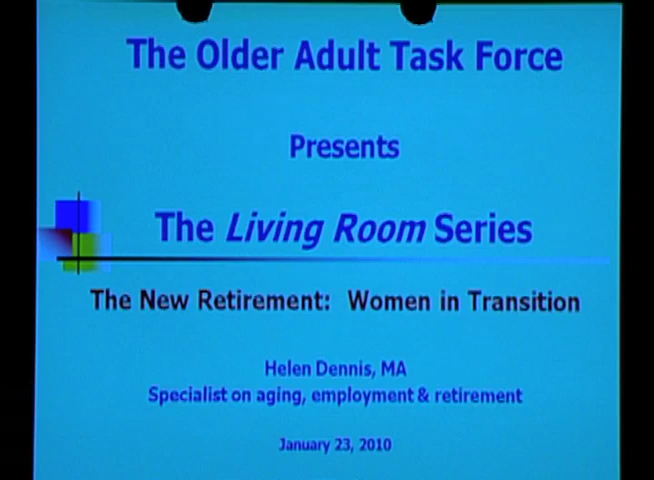 The Older Adult Task Force
Presents
The Living Room Series
The New Retirement: Women in Transition
Helen Dennis, MA
Specialist on aging, employment & retirement
January 23, 2010